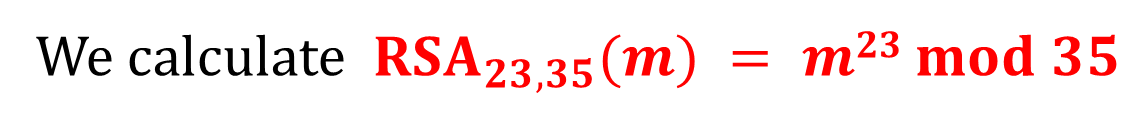 We calculate RSA₂₃,₃₅(m) = m²³ mod 35